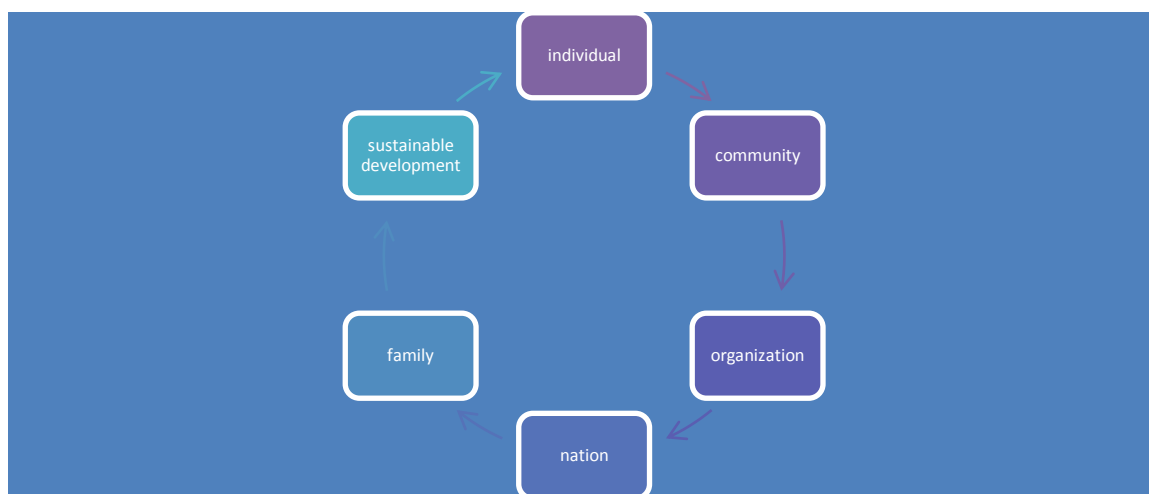 individual
community
organization
nation
family
sustainable
development